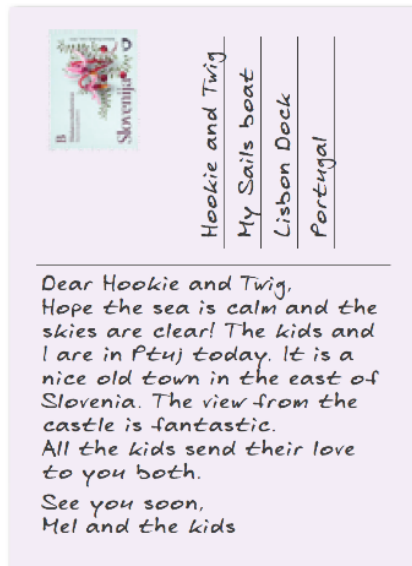 B
Slovenija
Hookie and Twig
My Sails boat
Lisbon Dock
Portugal
Dear Hookie and Twig,
Hope the sea is calm and the
skies are clear! The kids and
I are in Ptuj today. It is a
nice old town in the east of
Slovenia. The view from the
castle is fantastic.
All the kids send their love
to you both.
See you soon,
Mel and the kids